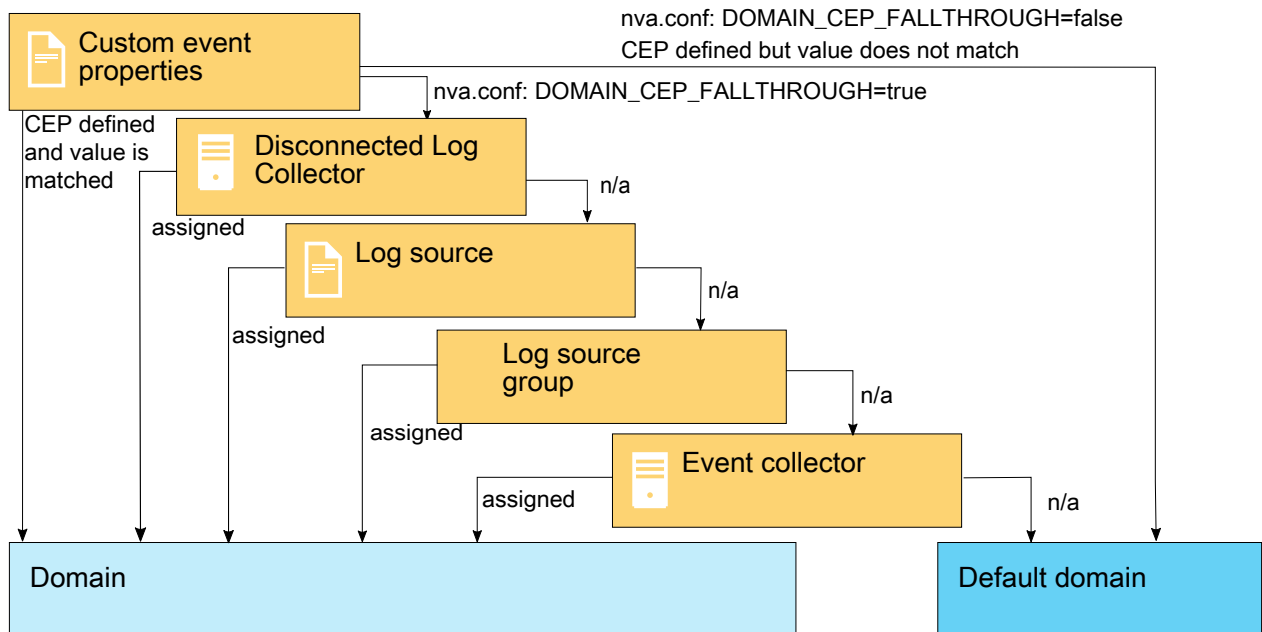 nva.conf: DOMAIN_CEP_FALLTHROUGH=false
CEP defined but value does not match
Custom event
properties
nva.conf: DOMAIN_CEP_FALLTHROUGH=true
CEP defined
and value is
matched
Disconnected Log
Collector
n/a
assigned
Log source
n/a
assigned
Log source
group
n/a
assigned
Event collector
assigned
n/a
Domain
Default domain